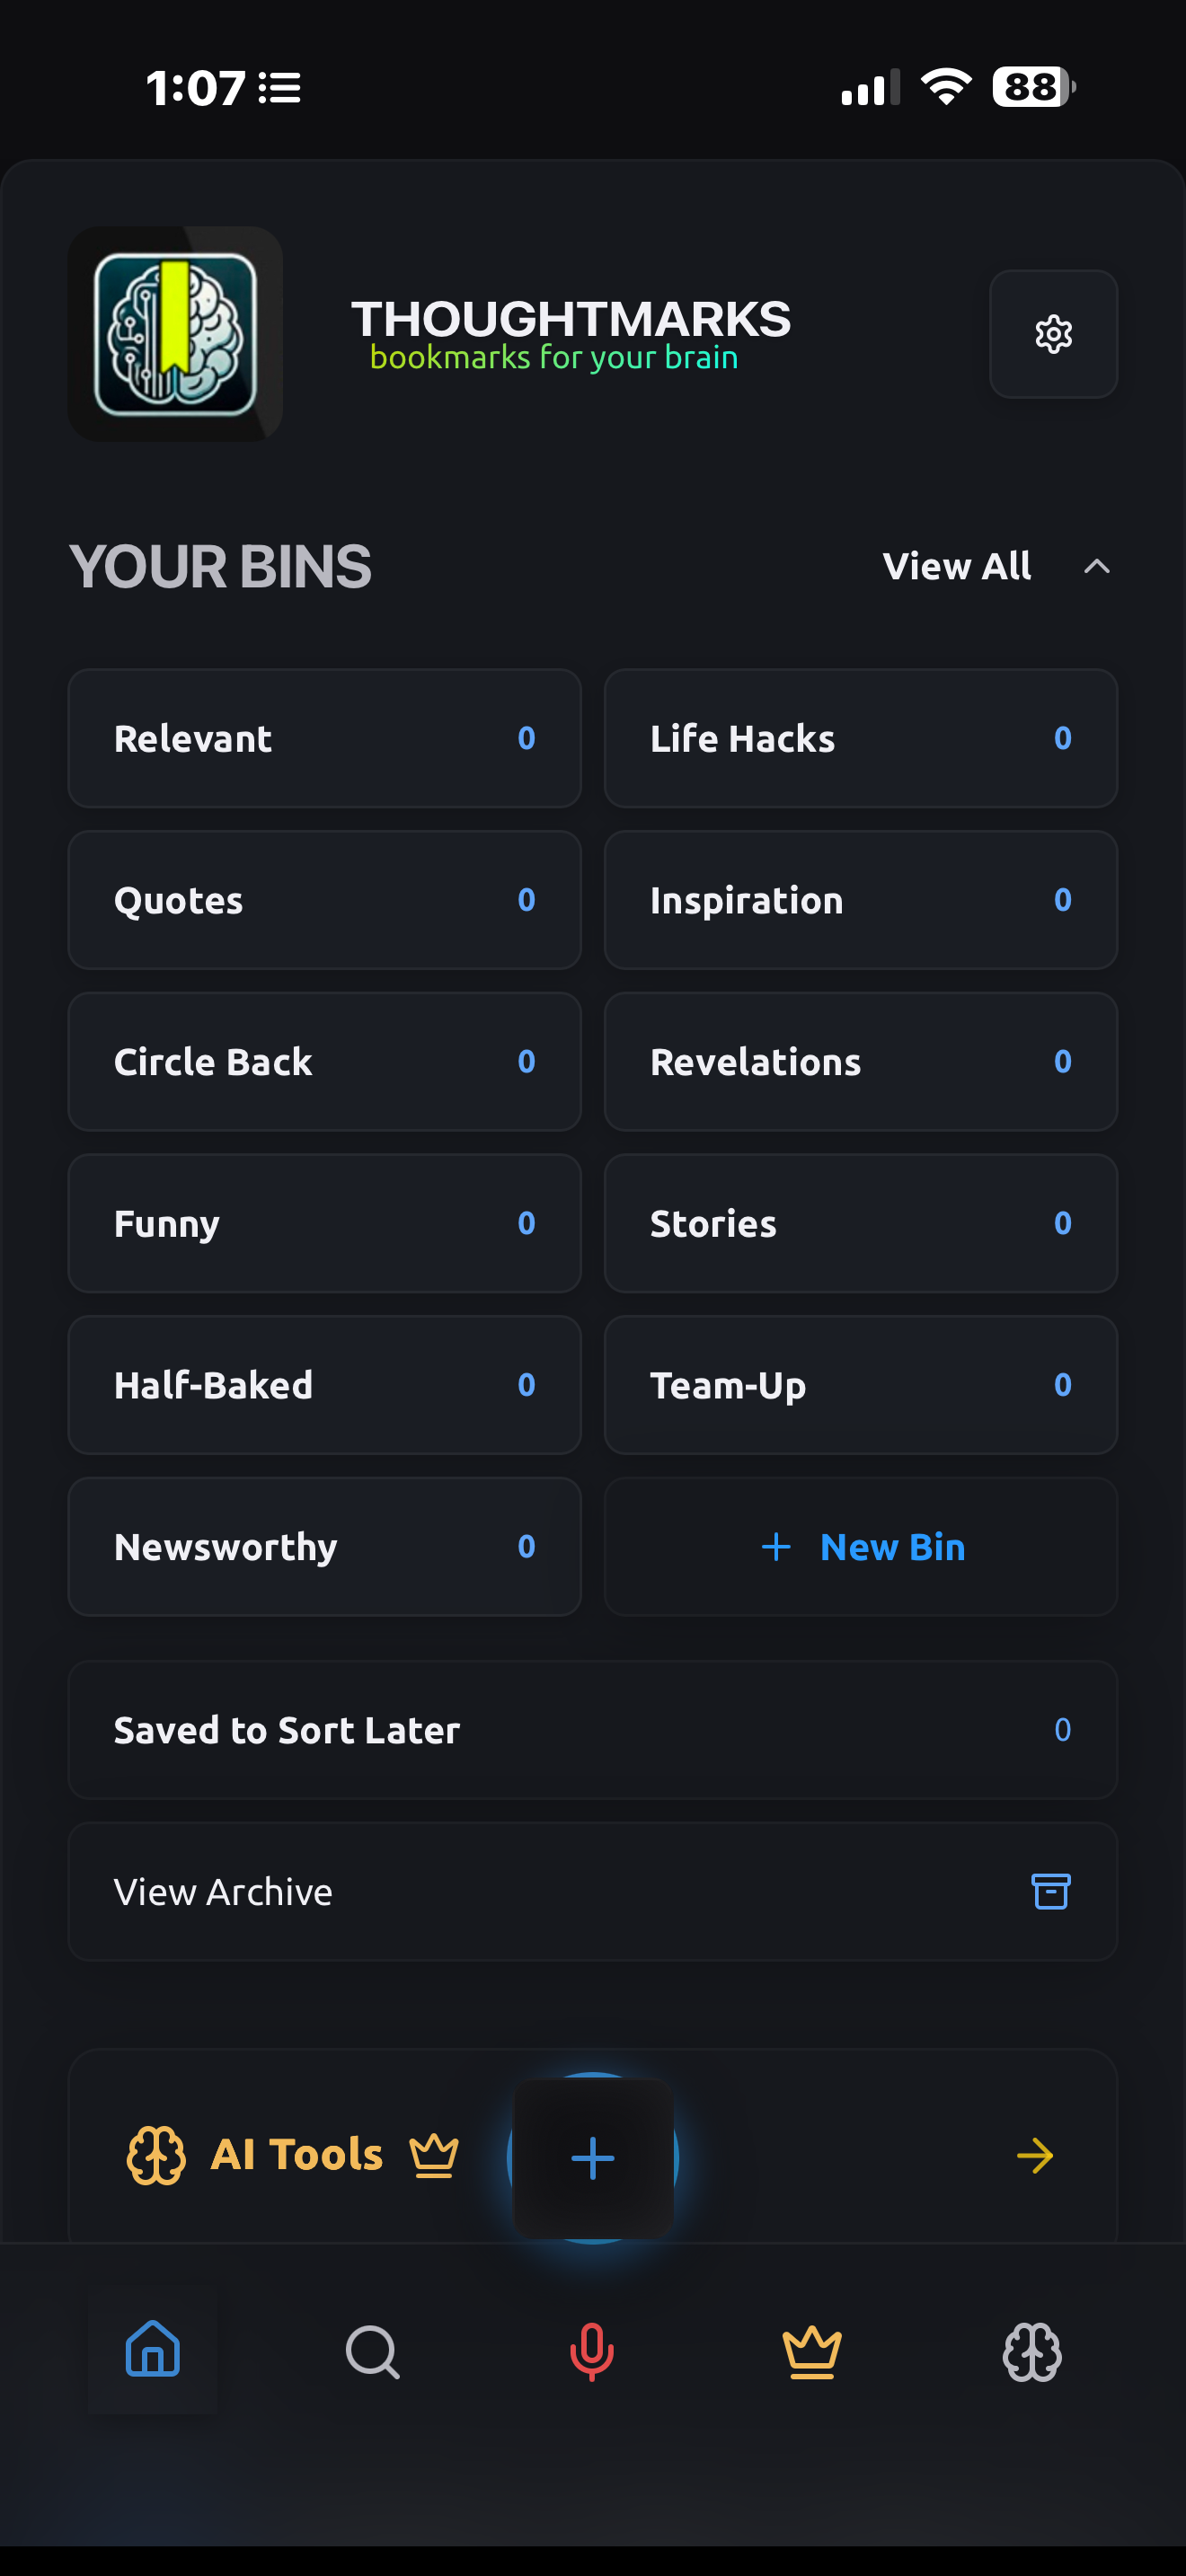 1:07
88
THOUGHTMARKS
bookmarks for your brain
YOUR BINS
View All
Relevant 0
Life Hacks 0
Quotes 0
Inspiration 0
Circle Back 0
Revelations 0
Funny 0
Stories 0
Half-Baked 0
Team-Up 0
Newsworthy 0
+ New Bin
Saved to Sort Later 0
View Archive
AI Tools